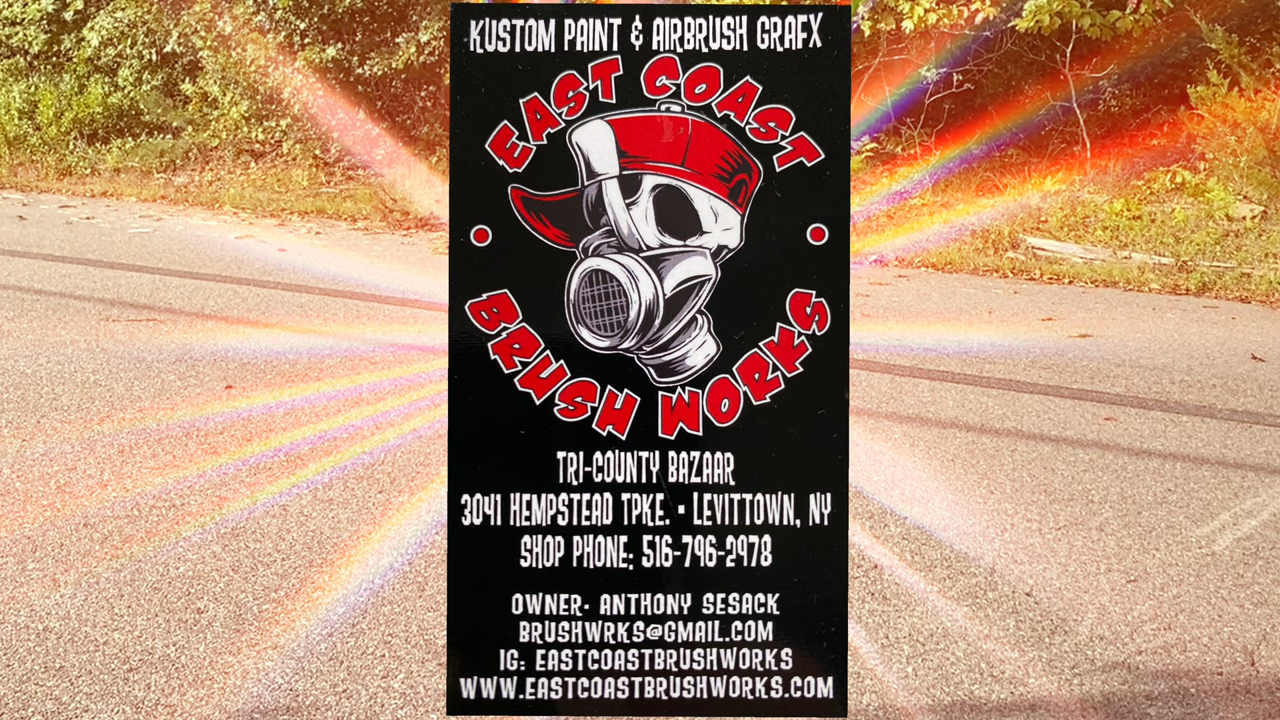 KUSTOM PAINT & AIRBRUSH GRAFX
EAST COAST
BRUSH WORKS
TRI-COUNTY BAZAAR
3041 HEMPSTEAD TPKE. • LEVITTOWN, NY
SHOP PHONE: 516-796-2978
OWNER- ANTHONY SESACK
BRUSHWRKS@GMAIL.COM
IG: EASTCOASTBRUSHWORKS
WWW.EASTCOASTBRUSHWORKS.COM